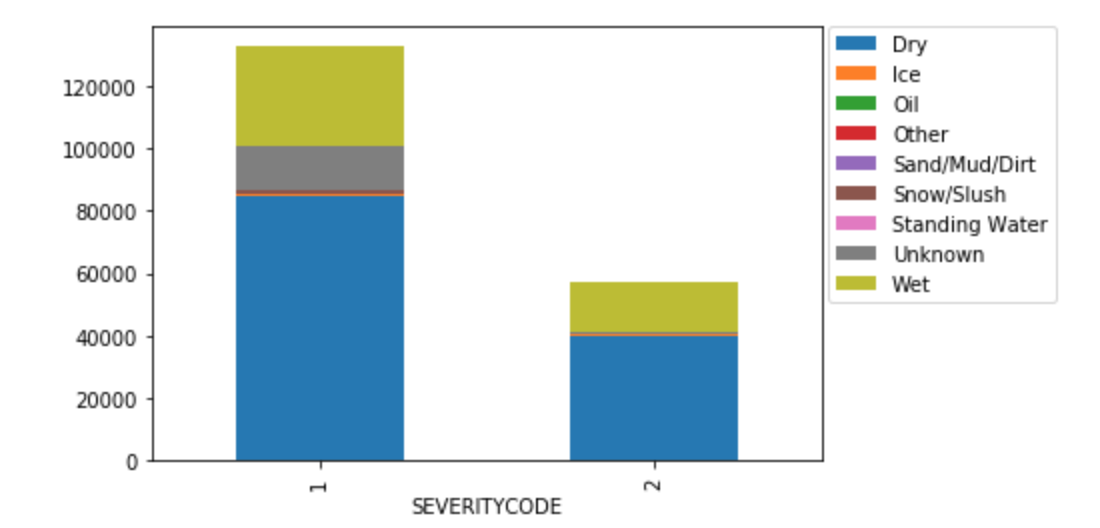 120000
100000
80000
60000
40000
20000
0
1
2
SEVERITYCODE
Dry
Ice
Oil
Other
Sand/Mud/Dirt
Snow/Slush
Standing Water
Unknown
Wet